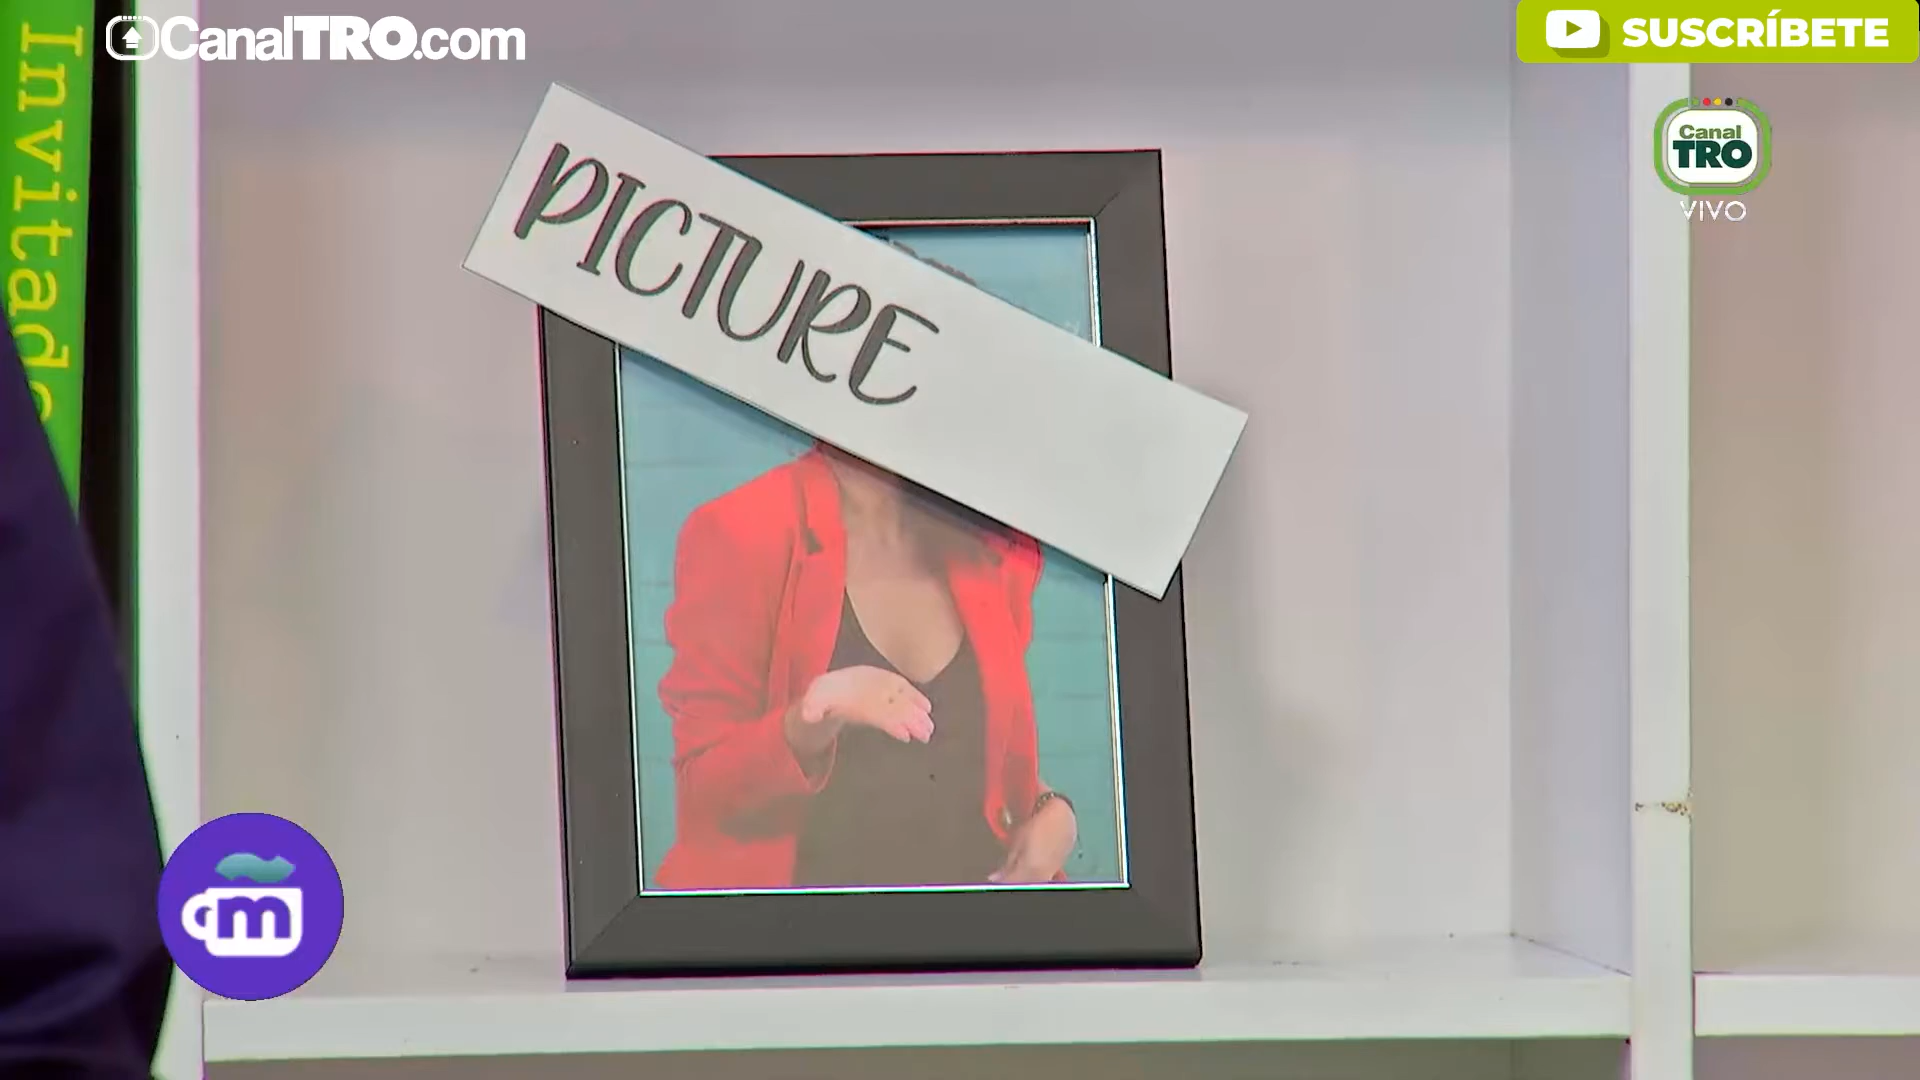 CanalTRO.com
SUSCRÍBETE
Invitado
Canal
TRO
VIVO
PICTURE
m